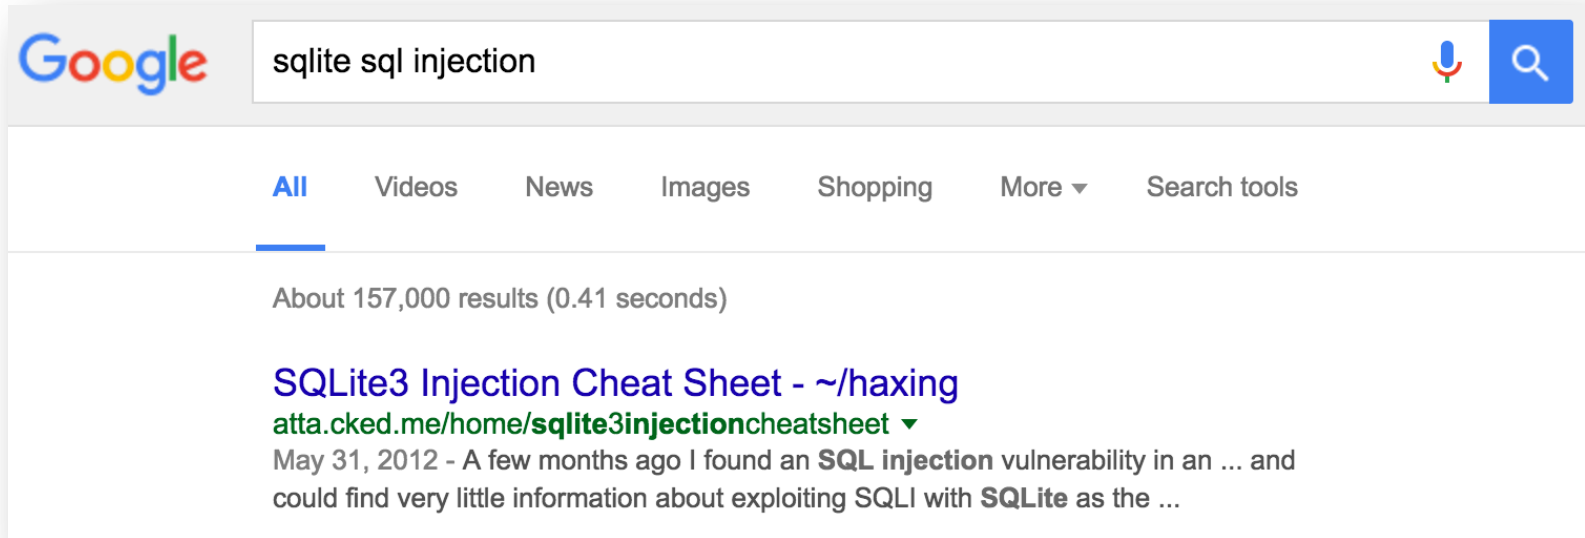 Google sqlite sql injection
All Videos News Images Shopping More Search tools
About 157,000 results (0.41 seconds)
SQLite3 Injection Cheat Sheet - ~/haxing
atta.cked.me/home/sqlite3injectioncheatsheet
May 31, 2012 - A few months ago I found an SQL injection vulnerability in an ... and
could find very little information about exploiting SQLI with SQLite as the ...